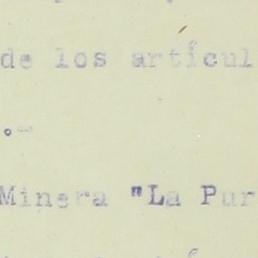 de los artícul
.-
Minera "La Pur